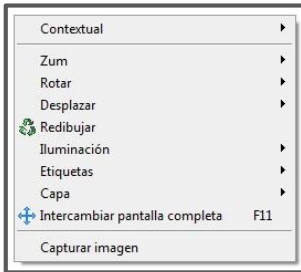 Contextual
Zum
Rotar
Desplazar
Redibujar
Iluminación
Etiquetas
Capa
Intercambiar pantalla completa F11
Capturar imagen